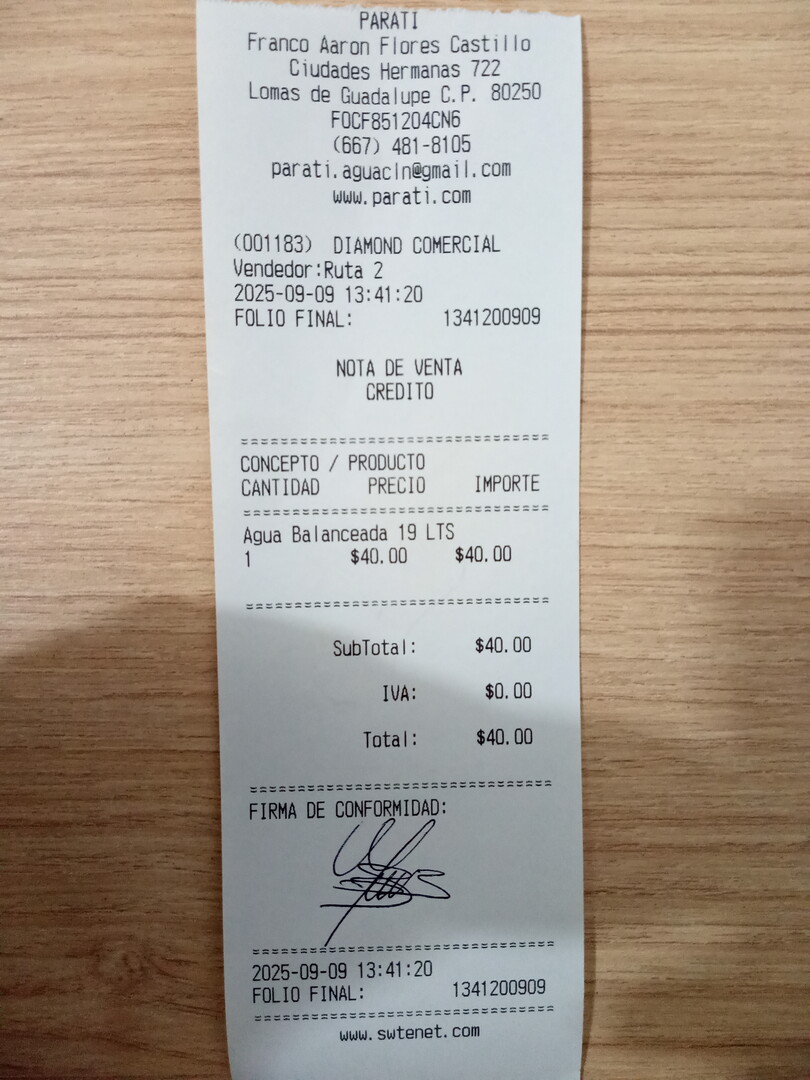 PARATI
Franco Aaron Flores Castillo
Ciudades Hermanas 722
Lomas de Guadalupe C.P. 80250
FOCF851204CN6
(667) 481-8105
parati.aguacln@gmail.com
www.parati.com
(001183) DIAMOND COMERCIAL
Vendedor:Ruta 2
2025-09-09 13:41:20
FOLIO FINAL: 1341200909
NOTA DE VENTA
CREDITO
================================
CONCEPTO / PRODUCTO
CANTIDAD PRECIO IMPORTE
================================
Agua Balanceada 19 LTS
1 $40.00 $40.00
================================
SubTotal: $40.00
IVA: $0.00
Total: $40.00
================================
FIRMA DE CONFORMIDAD:
================================
2025-09-09 13:41:20
FOLIO FINAL: 1341200909
================================
www.swtenet.com